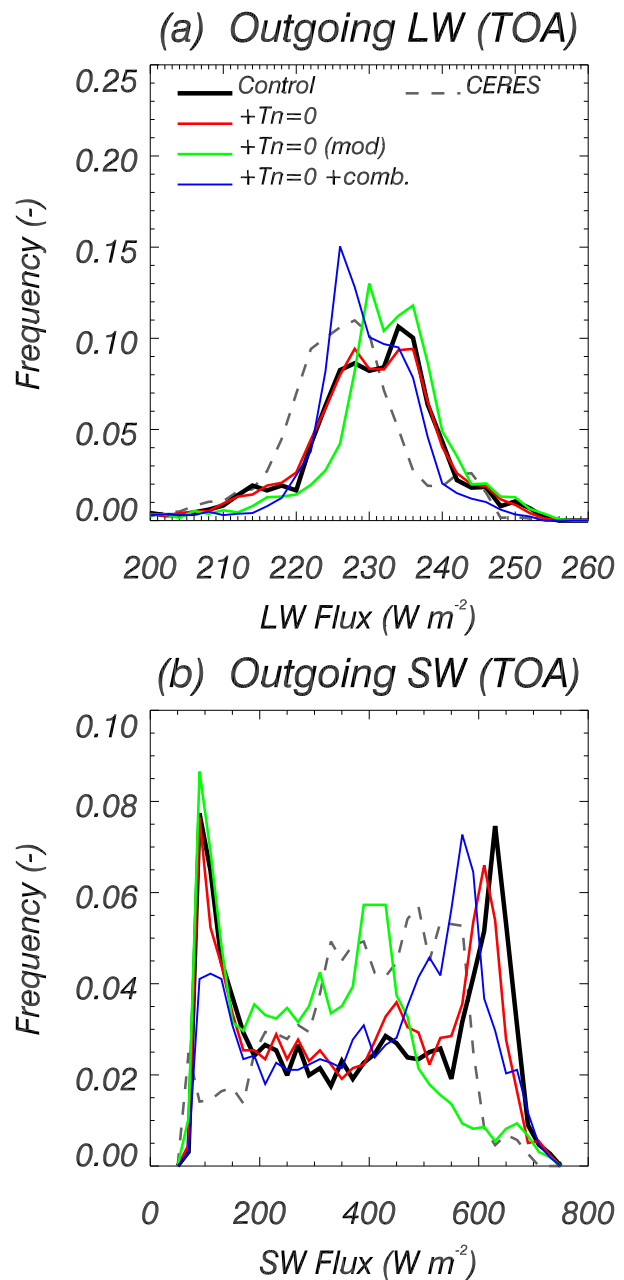 (a) Outgoing LW (TOA)
0.25
0.20
0.15
0.10
0.05
0.00
Frequency (-)
Control
CERES
+Tn=0
+Tn=0 (mod)
+Tn=0 +comb.
200 210 220 230 240 250 260
LW Flux (W m⁻²)
(b) Outgoing SW (TOA)
0.10
0.08
0.06
0.04
0.02
0.00
Frequency (-)
0 200 400 600 800
SW Flux (W m⁻²)